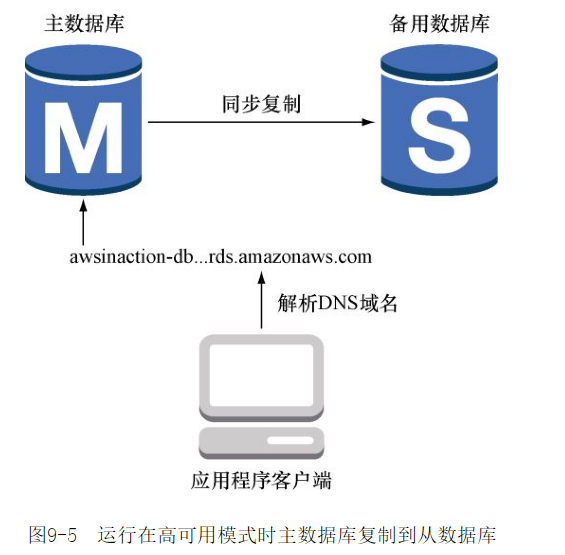 主数据库
备用数据库
M
同步复制
S
awsinaction-db...rds.amazonaws.com
解析DNS域名
应用程序客户端
图9-5 运行在高可用模式时主数据库复制到从数据库